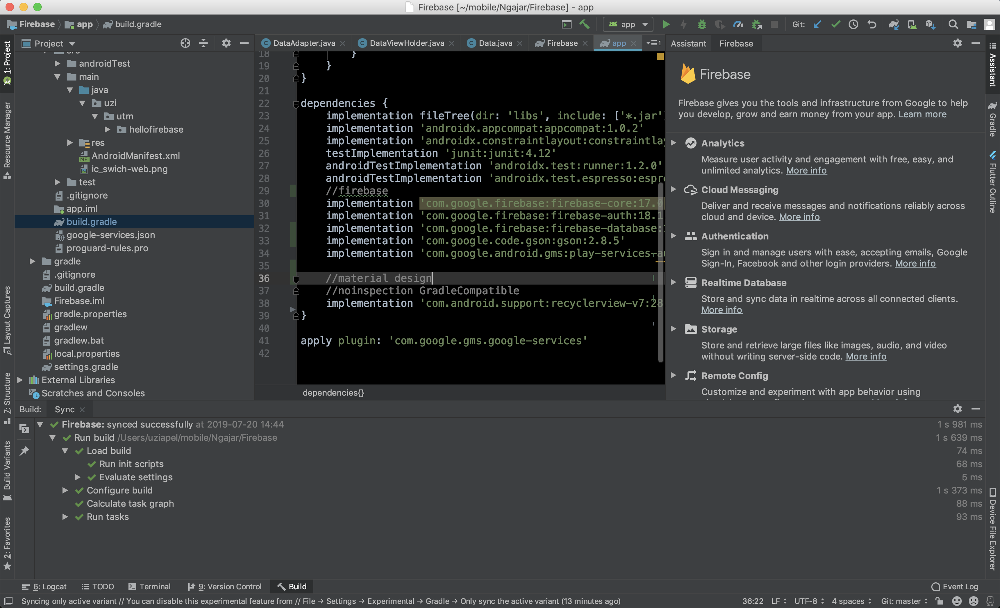 Firebase [~/mobile/Ngajar/Firebase] - app
Firebase app build.gradle
app
Git:
1: Project
Resource Manager
Layout Captures
7: Structure
Build Variants
2: Favorites
Project
androidTest
main
java
uzi
utm
hellofirebase
res
AndroidManifest.xml
ic_swich-web.png
test
.gitignore
app.iml
build.gradle
google-services.json
proguard-rules.pro
gradle
.gitignore
build.gradle
Firebase.iml
gradle.properties
gradlew
gradlew.bat
local.properties
settings.gradle
External Libraries
Scratches and Consoles
DataAdapter.java
DataViewHolder.java
Data.java
Firebase
app
1
18 }
19 }
20 }
21
22 dependencies {
23 implementation fileTree(dir: 'libs', include: ['*.jar'
24 implementation 'androidx.appcompat:appcompat:1.0.2'
25 implementation 'androidx.constraintlayout:constraintlay
26 testImplementation 'junit:junit:4.12'
27 androidTestImplementation 'androidx.test:runner:1.2.0'
28 androidTestImplementation 'androidx.test.espresso:espre
29 //firebase
30 implementation 'com.google.firebase:firebase-core:17.0
31 implementation 'com.google.firebase:firebase-auth:18.1.
32 implementation 'com.google.firebase:firebase-database:1
33 implementation 'com.google.code.gson:gson:2.8.5'
34 implementation 'com.google.android.gms:play-services-au
35
36 //material design
37 //noinspection GradleCompatible
38 implementation 'com.android.support:recyclerview-v7:28.
39 }
40
41 apply plugin: 'com.google.gms.google-services'
42
dependencies{}
Assistant
Firebase
Firebase
Firebase gives you the tools and infrastructure from Google to help
you develop, grow and earn money from your app. Learn more
Analytics
Measure user activity and engagement with free, easy, and
unlimited analytics. More info
Cloud Messaging
Deliver and receive messages and notifications reliably across
cloud and device. More info
Authentication
Sign in and manage users with ease, accepting emails, Google
Sign-In, Facebook and other login providers. More info
Realtime Database
Store and sync data in realtime across all connected clients.
More info
Storage
Store and retrieve large files like images, audio, and video
without writing server-side code. More info
Remote Config
Customize and experiment with app behavior using
Assistant
Gradle
Flutter Outline
Device File Explorer
Build:
Sync
Firebase: synced successfully at 2019-07-20 14:44 1 s 981 ms
Run build /Users/uziapel/mobile/Ngajar/Firebase 1 s 639 ms
Load build 74 ms
Run init scripts 68 ms
Evaluate settings 5 ms
Configure build 1 s 373 ms
Calculate task graph 88 ms
Run tasks 93 ms
6: Logcat
TODO
Terminal
9: Version Control
Build
Event Log
Syncing only active variant // You can disable this experimental feature from // File → Settings → Experimental → Gradle → Only sync the active variant (13 minutes ago)
36:22 LF UTF-8 4 spaces Git: master